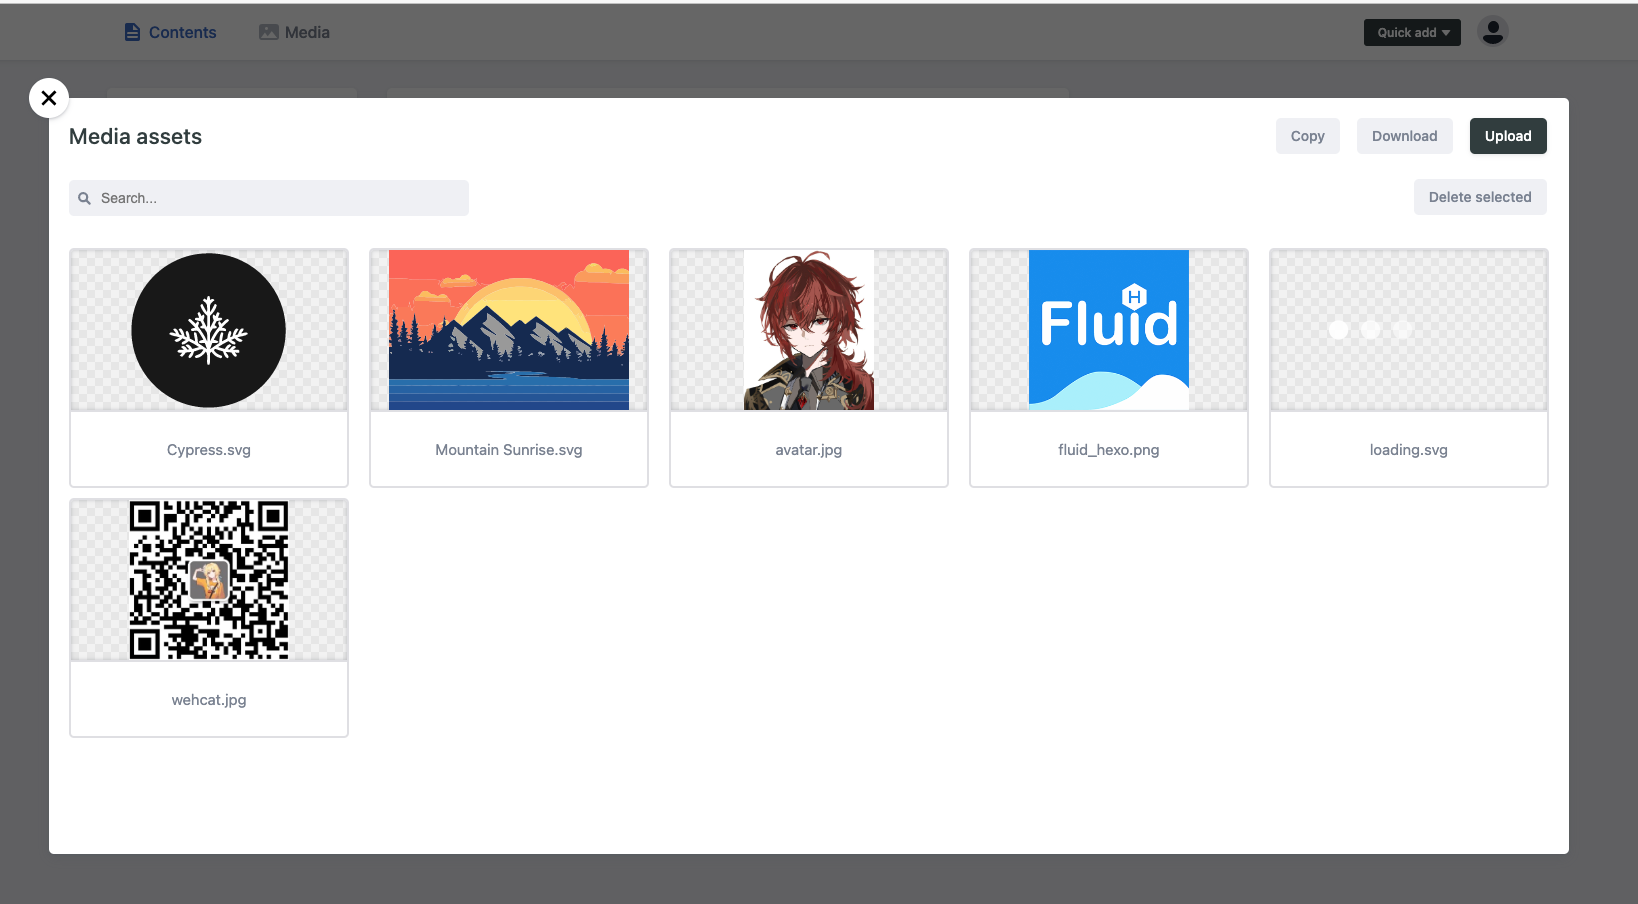 Contents
Media
Quick add
Media assets
Copy
Download
Upload
Search...
Delete selected
H
Fluid
Cypress.svg
Mountain Sunrise.svg
avatar.jpg
fluid_hexo.png
loading.svg
wehcat.jpg